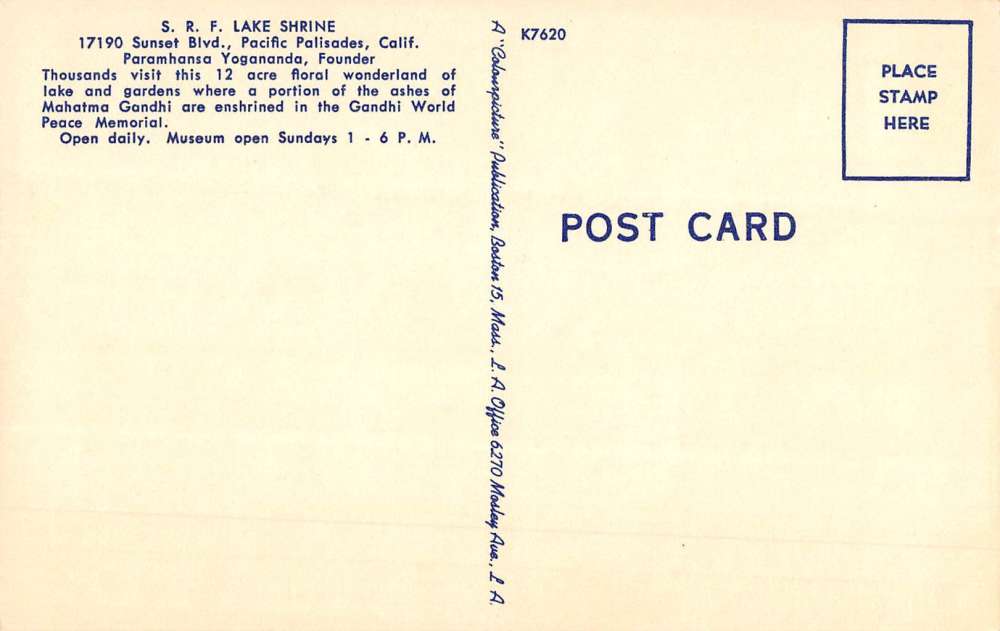 S. R. F. LAKE SHRINE
17190 Sunset Blvd., Pacific Palisades, Calif.
Paramhansa Yogananda, Founder
Thousands visit this 12 acre floral wonderland of
lake and gardens where a portion of the ashes of
Mahatma Gandhi are enshrined in the Gandhi World
Peace Memorial.
Open daily. Museum open Sundays 1 - 6 P. M.
A "Colourpicture" Publication, Boston 15, Mass., L. A. Office 6270 Mosley Ave., L A.
K7620
PLACE
STAMP
HERE
POST CARD